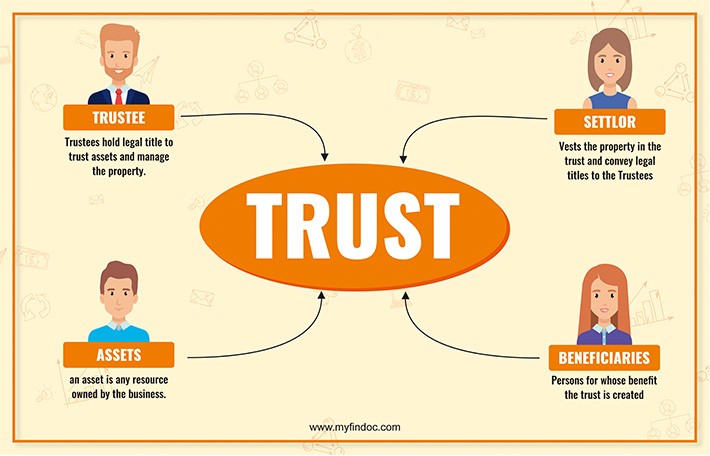 TRUSTEE
Trustees hold legal title to
trust assets and manage
the property.
SETTLOR
Vests the property in the
trust and convey legal
titles to the Trustees
TRUST
ASSETS
an asset is any resource
owned by the business.
BENEFICIARIES
Persons for whose benefit
the trust is created
www.myfindoc.com